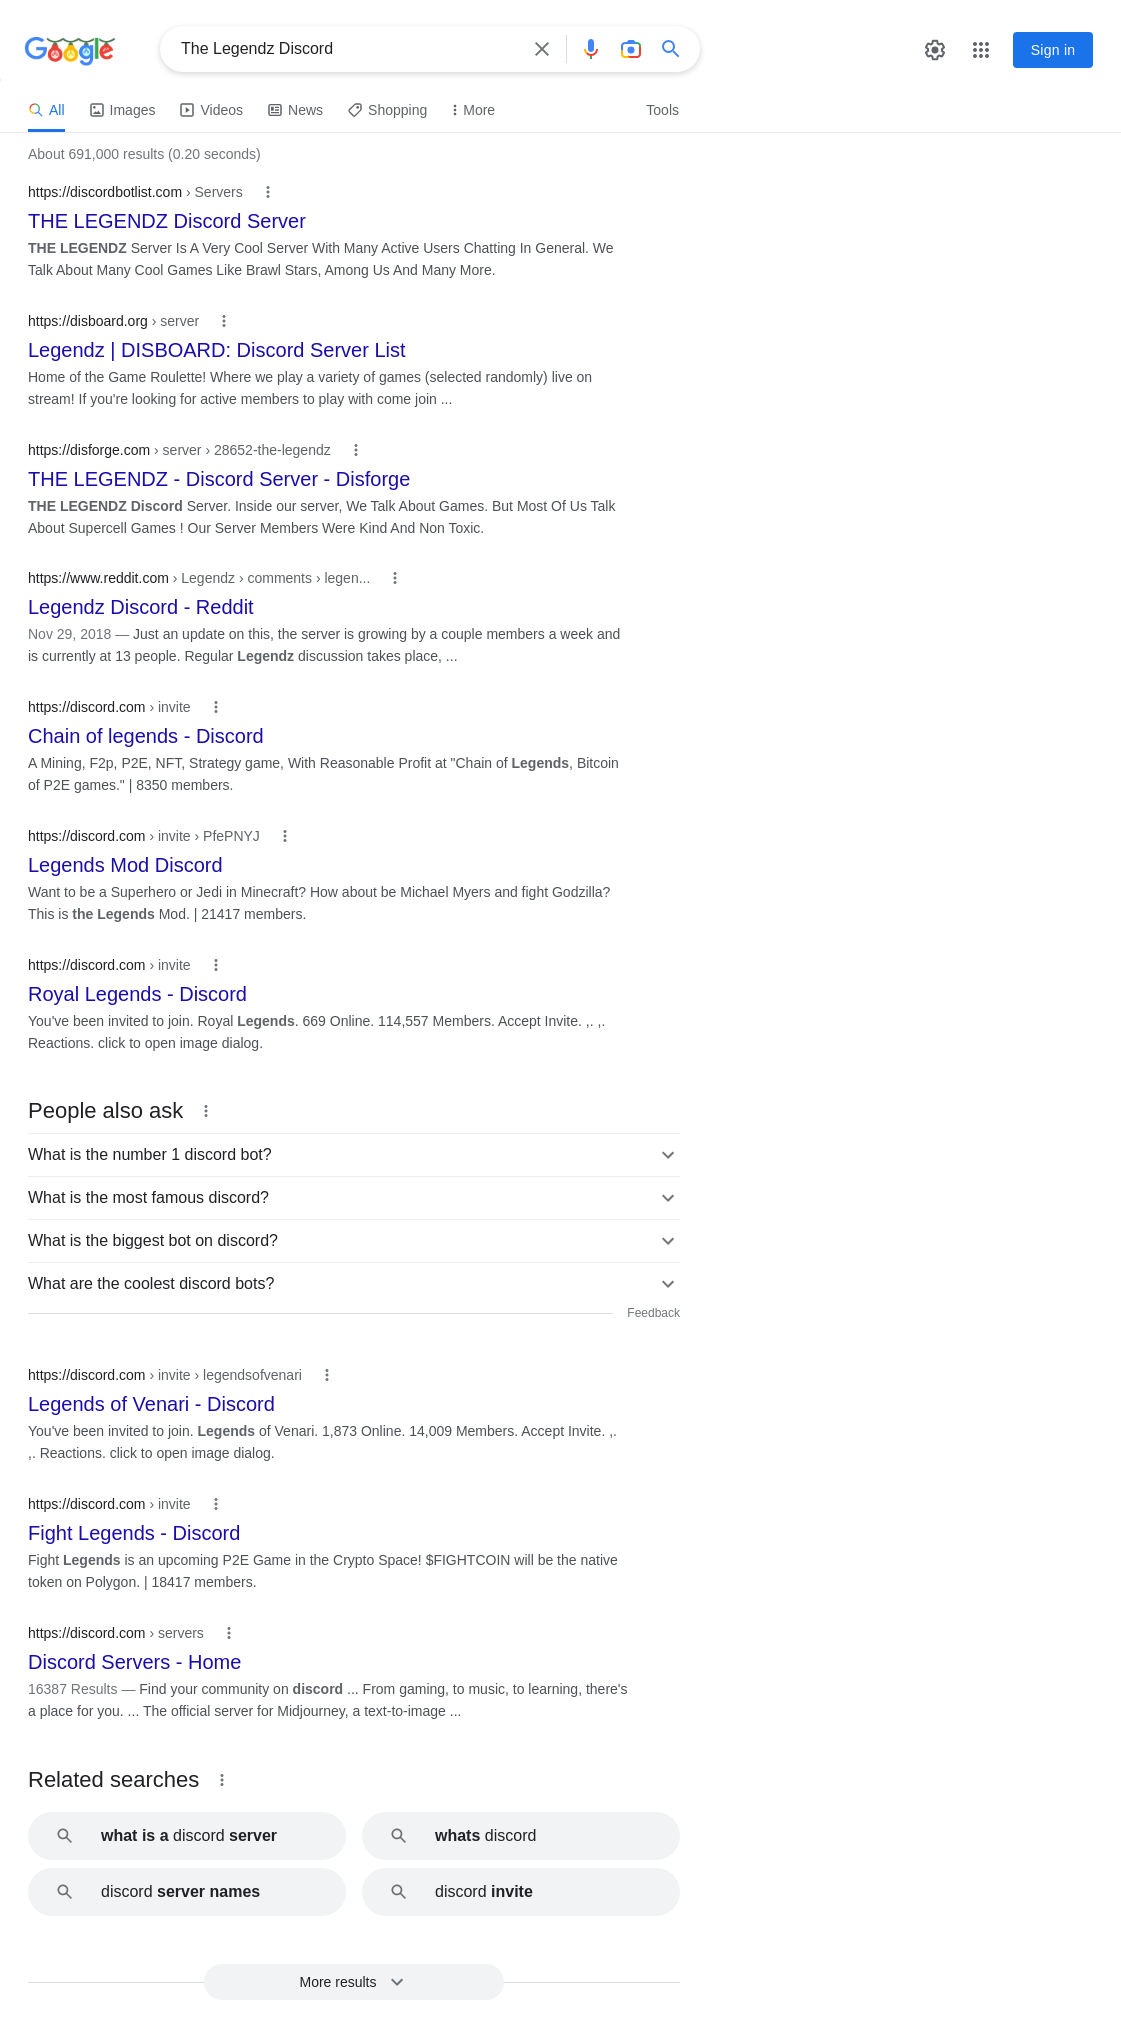 Google
The Legendz Discord
Sign in
All
Images
Videos
News
Shopping
More
Tools
About 691,000 results (0.20 seconds)
https://discordbotlist.com › Servers
THE LEGENDZ Discord Server
THE LEGENDZ Server Is A Very Cool Server With Many Active Users Chatting In General. We
Talk About Many Cool Games Like Brawl Stars, Among Us And Many More.
https://disboard.org › server
Legendz | DISBOARD: Discord Server List
Home of the Game Roulette! Where we play a variety of games (selected randomly) live on
stream! If you're looking for active members to play with come join ...
https://disforge.com › server › 28652-the-legendz
THE LEGENDZ - Discord Server - Disforge
THE LEGENDZ Discord Server. Inside our server, We Talk About Games. But Most Of Us Talk
About Supercell Games ! Our Server Members Were Kind And Non Toxic.
https://www.reddit.com › Legendz › comments › legen...
Legendz Discord - Reddit
Nov 29, 2018 — Just an update on this, the server is growing by a couple members a week and
is currently at 13 people. Regular Legendz discussion takes place, ...
https://discord.com › invite
Chain of legends - Discord
A Mining, F2p, P2E, NFT, Strategy game, With Reasonable Profit at "Chain of Legends, Bitcoin
of P2E games." | 8350 members.
https://discord.com › invite › PfePNYJ
Legends Mod Discord
Want to be a Superhero or Jedi in Minecraft? How about be Michael Myers and fight Godzilla?
This is the Legends Mod. | 21417 members.
https://discord.com › invite
Royal Legends - Discord
You've been invited to join. Royal Legends. 669 Online. 114,557 Members. Accept Invite. ,. ,.
Reactions. click to open image dialog.
People also ask
What is the number 1 discord bot?
What is the most famous discord?
What is the biggest bot on discord?
What are the coolest discord bots?
Feedback
https://discord.com › invite › legendsofvenari
Legends of Venari - Discord
You've been invited to join. Legends of Venari. 1,873 Online. 14,009 Members. Accept Invite. ,.
,. Reactions. click to open image dialog.
https://discord.com › invite
Fight Legends - Discord
Fight Legends is an upcoming P2E Game in the Crypto Space! $FIGHTCOIN will be the native
token on Polygon. | 18417 members.
https://discord.com › servers
Discord Servers - Home
16387 Results — Find your community on discord ... From gaming, to music, to learning, there's
a place for you. ... The official server for Midjourney, a text-to-image ...
Related searches
what is a discord server
whats discord
discord server names
discord invite
More results